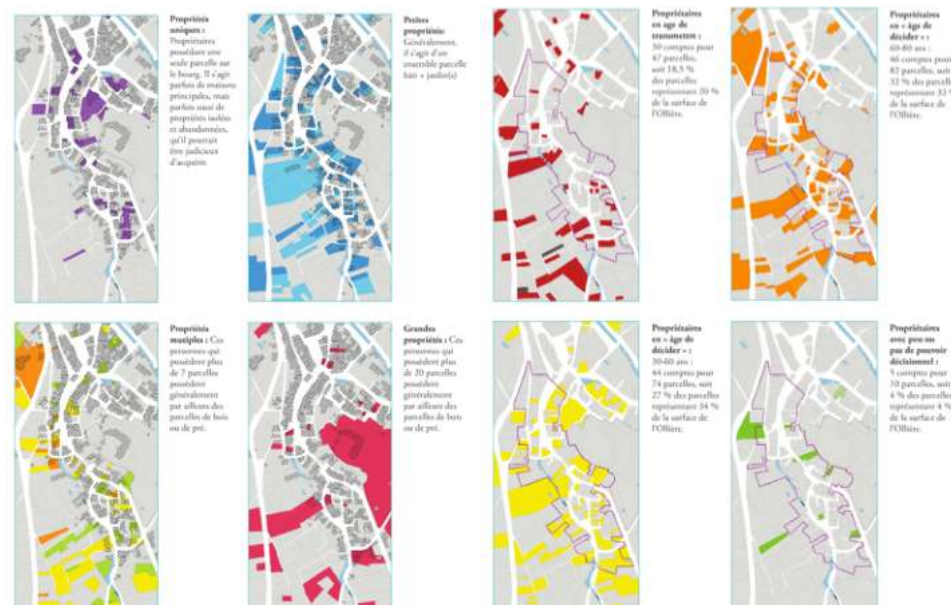 Propriétés
uniques :
Propriétaires
possédant une
seule parcelle sur
le bourg. Il s'agit
parfois de maisons
principales, mais
parfois aussi de
propriétés isolées
et abandonnées,
qu'il pourrait
être judicieux
d'acquérir.
Petites
propriétés:
Généralement,
il s'agit d'un
ensemble parcelle
bâti + jardin(s)
Propriétaires
en age de
transmettre :
30 comptes pour
47 parcelles,
soit 18,5 %
des parcelles
représentant 20 %
de la surface de
l'Ollière.
Propriétaires
en « âge de
décider » :
60-80 ans :
46 comptes pour
82 parcelles, soit
32 % des parcelles
représentant 32 %
de la surface de
l'Ollière.
Propriétés
multiples : Ces
personnes qui
possèdent plus
de 7 parcelles
possèdent
généralement
par ailleurs des
parcelles de bois
ou de pré.
Grandes
propriétés : Ces
personnes qui
possèdent plus
de 20 parcelles
possèdent
généralement
par ailleurs des
parcelles de bois
ou de pré.
Propriétaires
en « âge de
décider » :
30-60 ans :
44 comptes pour
74 parcelles, soit
27 % des parcelles
représentant 34 %
de la surface de
l'Ollière.
Propriétaires
avec peu ou
pas de pouvoir
décisionnel :
5 comptes pour
10 parcelles, soit
4 % des parcelles
représentant 4 %
de la surface de
l'Ollière.